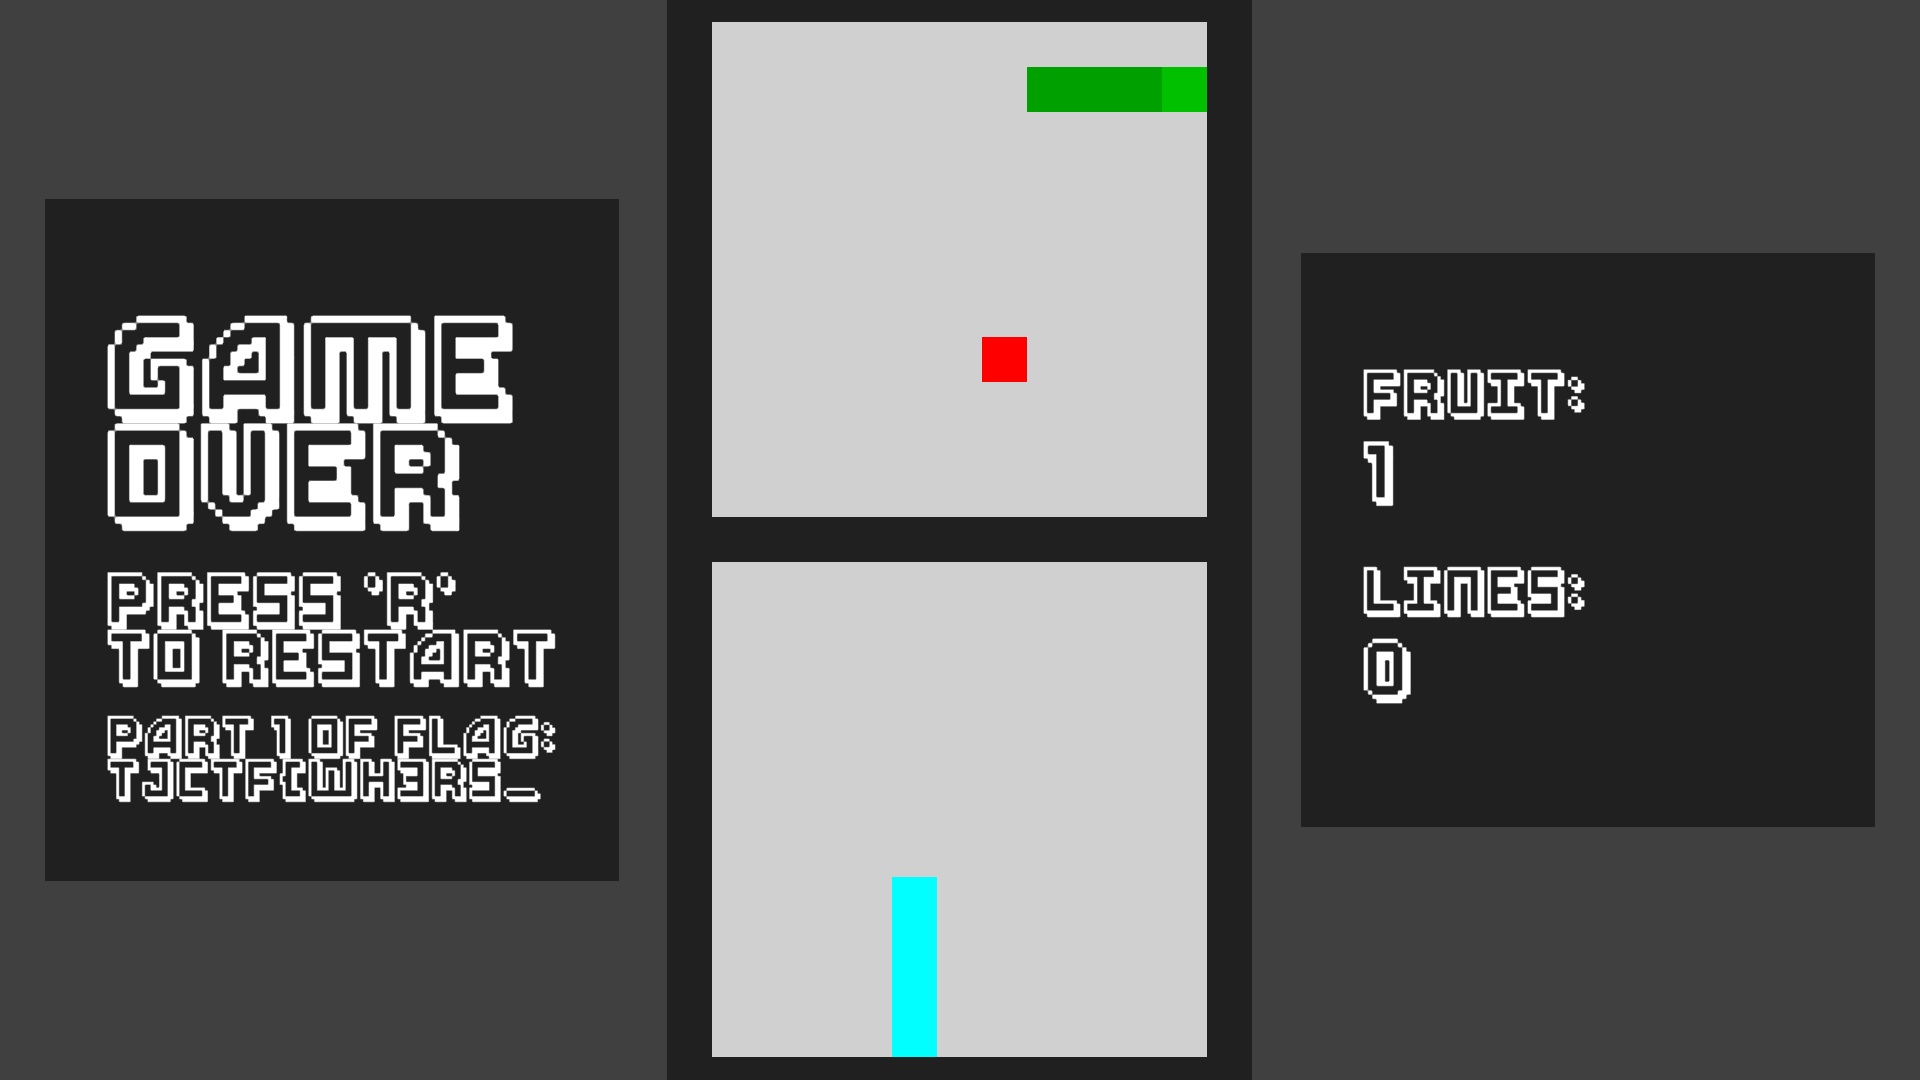 GAME
OVER
PRESS 'R'
TO RESTART
PART 1 OF FLAG:
TJCTF{WH3RS_
FRUIT:
1
LINES:
0